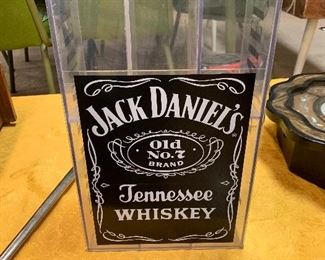 JACK DANIEL'S
Old
No.7
BRAND
Tennessee
WHISKEY